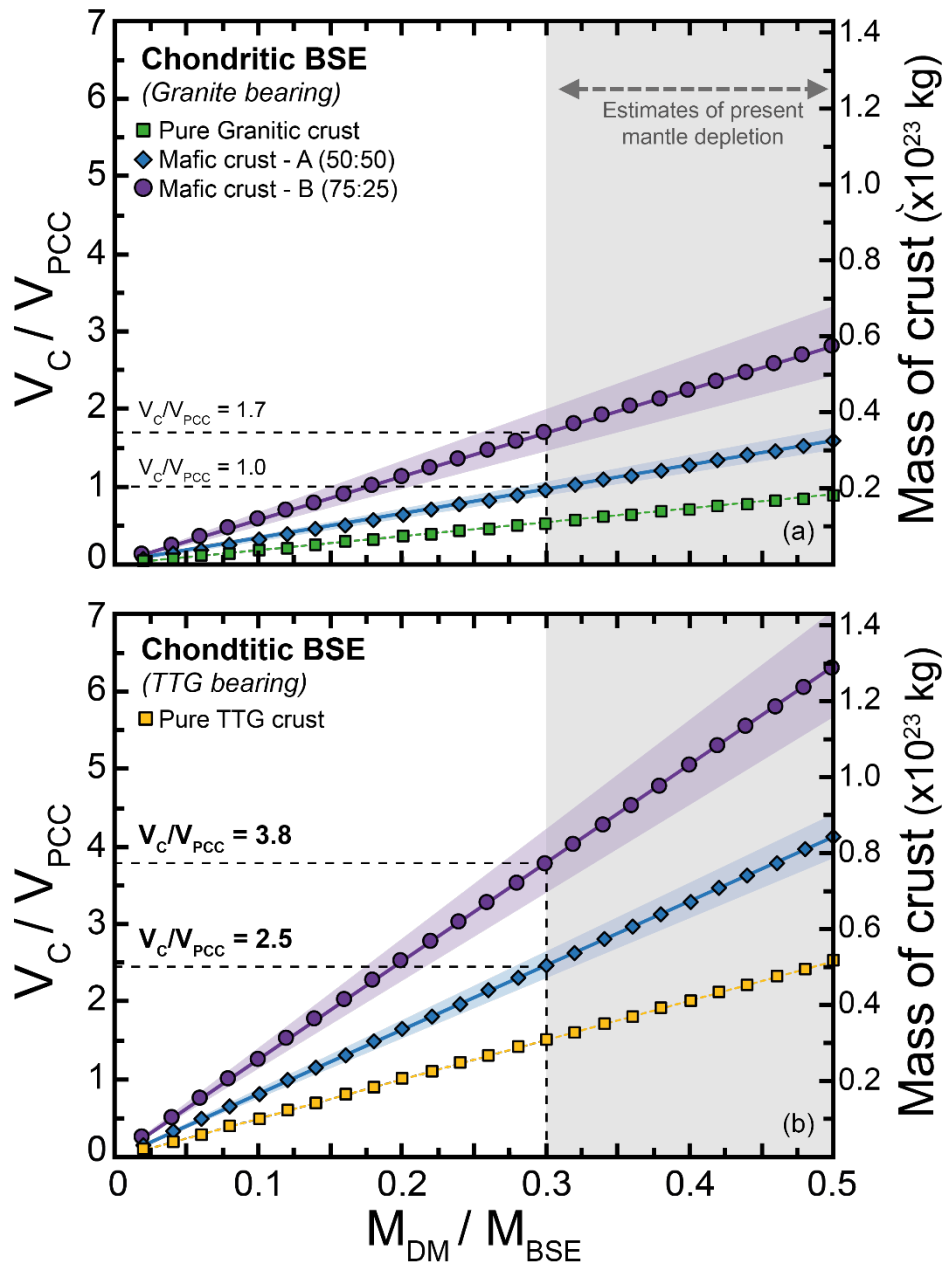 Chondritic BSE
(Granite bearing)
Pure Granitic crust
Mafic crust - A (50:50)
Mafic crust - B (75:25)
Estimates of present
mantle depletion
V_C/V_PCC = 1.7
V_C/V_PCC = 1.0
(a)
7
6
5
4
3
2
1
0
V_C / V_PCC
1.4
1.2
1.0
0.8
0.6
0.4
0.2
Mass of crust (x10²³ kg)
Chondtitic BSE
(TTG bearing)
Pure TTG crust
V_C/V_PCC = 3.8
V_C/V_PCC = 2.5
(b)
7
6
5
4
3
2
1
0
V_C / V_PCC
1.4
1.2
1.0
0.8
0.6
0.4
0.2
Mass of crust (x10²³ kg)
0 0.1 0.2 0.3 0.4 0.5
M_DM / M_BSE